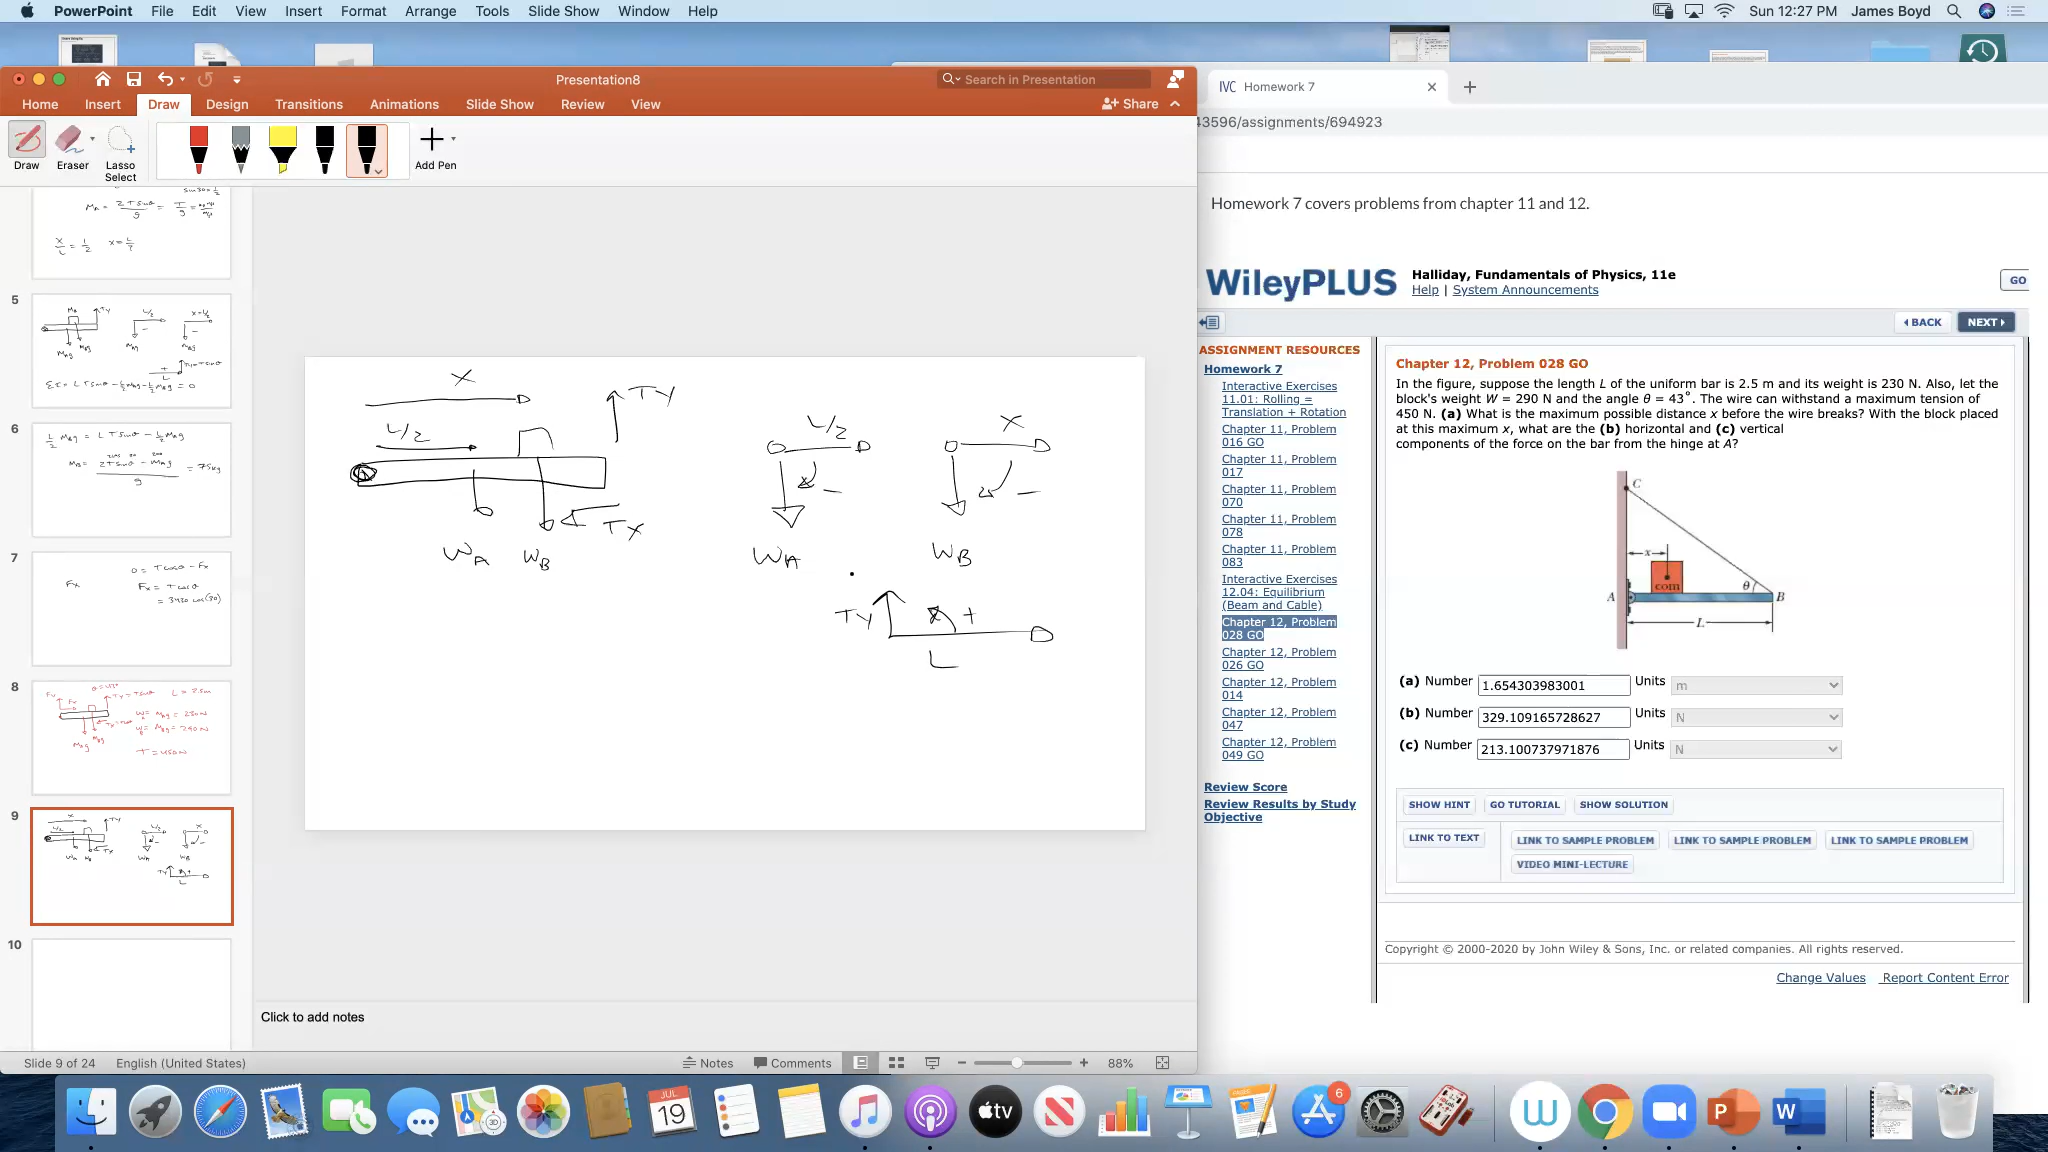 PowerPoint File Edit View Insert Format Arrange Tools Slide Show Window Help
Sun 12:27 PM James Boyd
Presentation8
Search in Presentation
Home Insert Draw Design Transitions Animations Slide Show Review View
Share
Draw Eraser Lasso Select
Add Pen
5
6
7
8
9
10
X
L/2
TY
TX
WA WB
L/2
WA
X
WB
TY
+
L
Click to add notes
Slide 9 of 24 English (United States)
Notes Comments
88%
IVC Homework 7
43596/assignments/694923
Homework 7 covers problems from chapter 11 and 12.
WileyPLUS
Halliday, Fundamentals of Physics, 11e
Help | System Announcements
GO
BACK NEXT
ASSIGNMENT RESOURCES
Homework 7
Interactive Exercises
11.01: Rolling =
Translation + Rotation
Chapter 11, Problem
016 GO
Chapter 11, Problem
017
Chapter 11, Problem
070
Chapter 11, Problem
078
Chapter 11, Problem
083
Interactive Exercises
12.04: Equilibrium
(Beam and Cable)
Chapter 12, Problem
028 GO
Chapter 12, Problem
026 GO
Chapter 12, Problem
014
Chapter 12, Problem
047
Chapter 12, Problem
049 GO
Review Score
Review Results by Study
Objective
Chapter 12, Problem 028 GO
In the figure, suppose the length L of the uniform bar is 2.5 m and its weight is 230 N. Also, let the
block's weight W = 290 N and the angle θ = 43˚. The wire can withstand a maximum tension of
450 N. (a) What is the maximum possible distance x before the wire breaks? With the block placed
at this maximum x, what are the (b) horizontal and (c) vertical
components of the force on the bar from the hinge at A?
C
x
com
θ
A
B
L
(a) Number 1.654303983001 Units m
(b) Number 329.109165728627 Units N
(c) Number 213.100737971876 Units N
SHOW HINT GO TUTORIAL SHOW SOLUTION
LINK TO TEXT LINK TO SAMPLE PROBLEM LINK TO SAMPLE PROBLEM LINK TO SAMPLE PROBLEM
VIDEO MINI-LECTURE
Copyright © 2000-2020 by John Wiley & Sons, Inc. or related companies. All rights reserved.
Change Values Report Content Error
JUL
19
tv
6
P
W